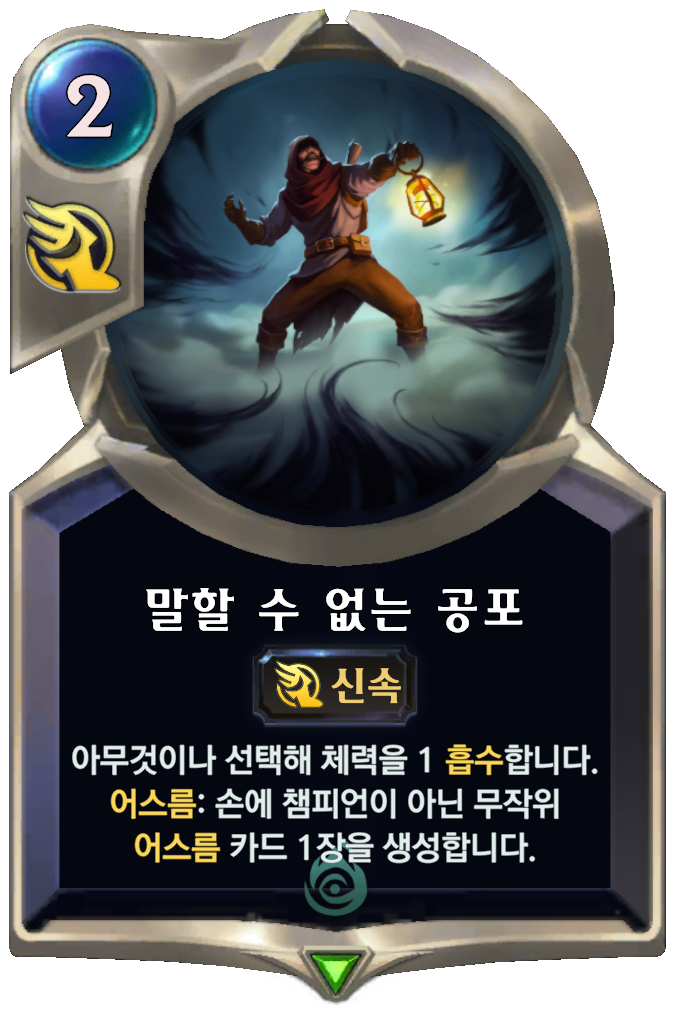 2
말할 수 없는 공포
신속
아무것이나 선택해 체력을 1 흡수합니다.
어스름: 손에 챔피언이 아닌 무작위
어스름 카드 1장을 생성합니다.